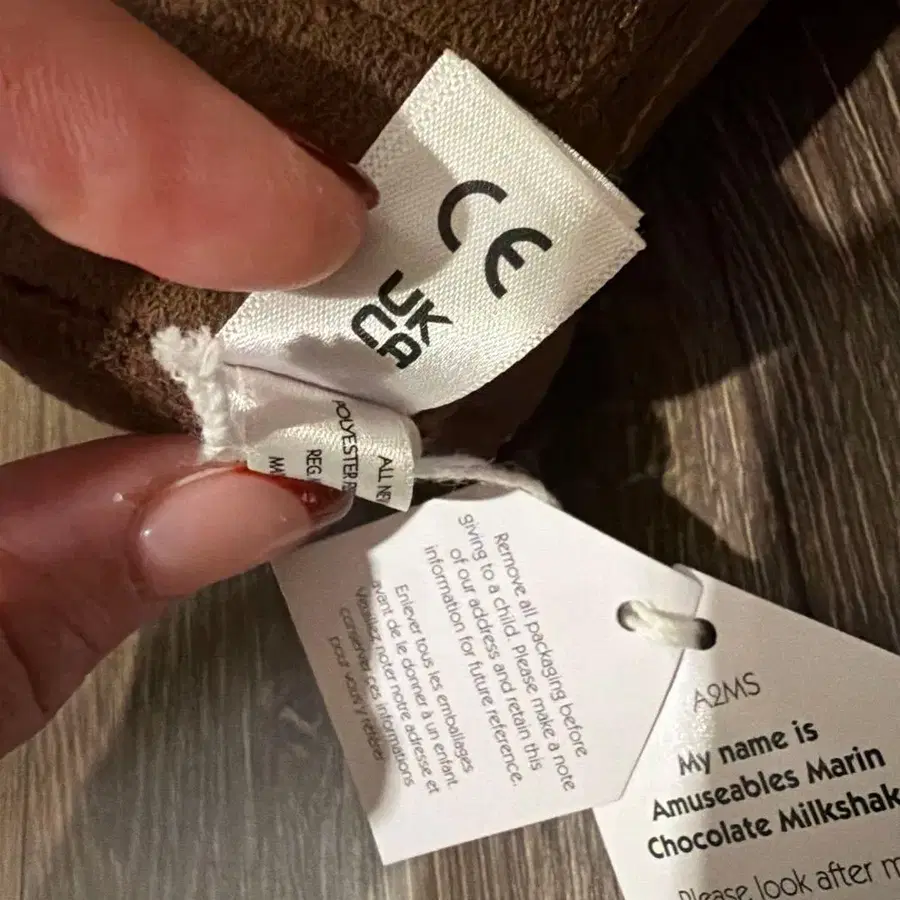 CE
UK
CA
ALL NE
POLYESTER
REG.
Remove all packaging before
giving to a child. Please make a note
of our address and retain this
information for future reference.
Enlever tous les emballages
avant de le donner à un enfant.
Veuillez noter notre adresse et
conserver ces informations
pour vous y référer
A2MS
My name is
Amuseables Marin
Chocolate Milkshak
Please look after m